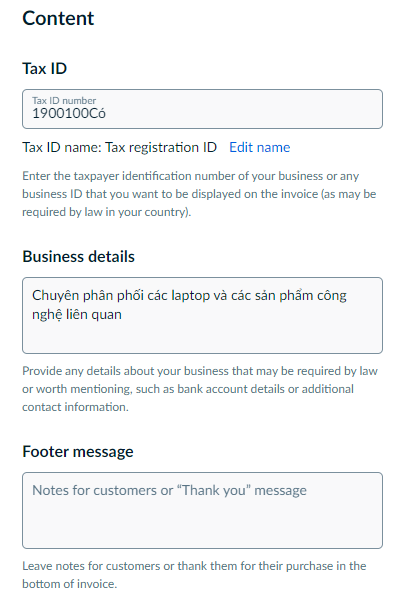 Content
Tax ID
Tax ID number
1900100Có
Tax ID name: Tax registration ID Edit name
Enter the taxpayer identification number of your business or any
business ID that you want to be displayed on the invoice (as may be
required by law in your country).
Business details
Chuyên phân phối các laptop và các sản phẩm công
nghệ liên quan
Provide any details about your business that may be required by law
or worth mentioning, such as bank account details or additional
contact information.
Footer message
Notes for customers or “Thank you” message
Leave notes for customers or thank them for their purchase in the
bottom of invoice.